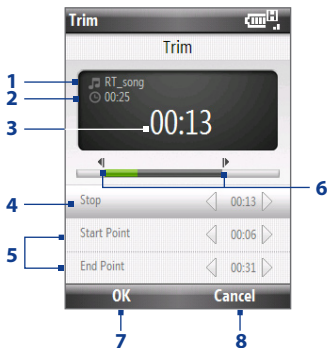 Trim
H
Trim
1 RT_song
2 00:25
3 00:13
6
4 Stop 00:13
5 Start Point 00:06
End Point 00:31
OK Cancel
7 8